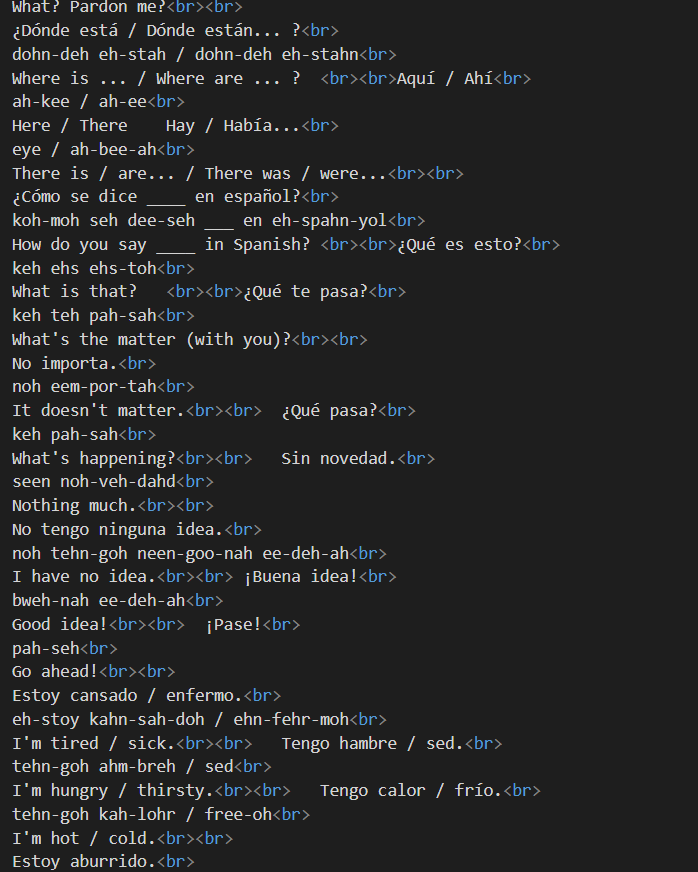 What? Pardon me?<br><br>
¿Dónde está / Dónde están... ?<br>
dohn-deh eh-stah / dohn-deh eh-stahn<br>
Where is ... / Where are ... ?  <br><br>Aquí / Ahí<br>
ah-kee / ah-ee<br>
Here / There    Hay / Había...<br>
eye / ah-bee-ah<br>
There is / are... / There was / were...<br><br>
¿Cómo se dice ____ en español?<br>
koh-moh seh dee-seh ___ en eh-spahn-yol<br>
How do you say ____ in Spanish? <br><br>¿Qué es esto?<br>
keh ehs ehs-toh<br>
What is that?   <br><br>¿Qué te pasa?<br>
keh teh pah-sah<br>
What's the matter (with you)?<br><br>
No importa.<br>
noh eem-por-tah<br>
It doesn't matter.<br><br>  ¿Qué pasa?<br>
keh pah-sah<br>
What's happening?<br><br>   Sin novedad.<br>
seen noh-veh-dahd<br>
Nothing much.<br><br>
No tengo ninguna idea.<br>
noh tehn-goh neen-goo-nah ee-deh-ah<br>
I have no idea.<br><br> ¡Buena idea!<br>
bweh-nah ee-deh-ah<br>
Good idea!<br><br>  ¡Pase!<br>
pah-seh<br>
Go ahead!<br><br>
Estoy cansado / enfermo.<br>
eh-stoy kahn-sah-doh / ehn-fehr-moh<br>
I'm tired / sick.<br><br>   Tengo hambre / sed.<br>
tehn-goh ahm-breh / sed<br>
I'm hungry / thirsty.<br><br>   Tengo calor / frío.<br>
tehn-goh kah-lohr / free-oh<br>
I'm hot / cold.<br><br>
Estoy aburrido.<br>